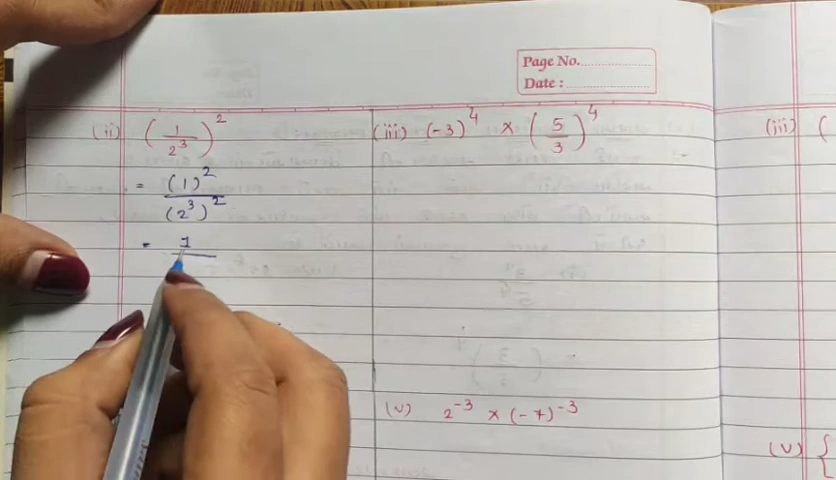 Page No.
Date :
(ii) (1/2³)²
= (1)²/(2³)²
= 1
(iii) (-3)⁴ × (5/3)⁴
(v) 2⁻³ × (-7)⁻³
(iii) (
(v) {